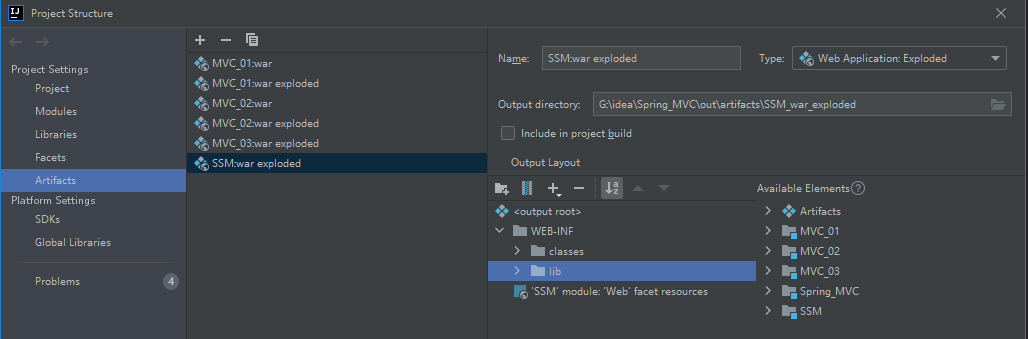 Project Structure
Project Settings
Project
Modules
Libraries
Facets
Artifacts
Platform Settings
SDKs
Global Libraries
Problems 4
MVC_01:war
MVC_01:war exploded
MVC_02:war
MVC_02:war exploded
MVC_03:war exploded
SSM:war exploded
Name: SSM:war exploded Type: Web Application: Exploded
Output directory: G:\idea\Spring_MVC\out\artifacts\SSM_war_exploded
Include in project build
Output Layout
<output root>
WEB-INF
classes
lib
'SSM' module: 'Web' facet resources
Available Elements ?
Artifacts
MVC_01
MVC_02
MVC_03
Spring_MVC
SSM